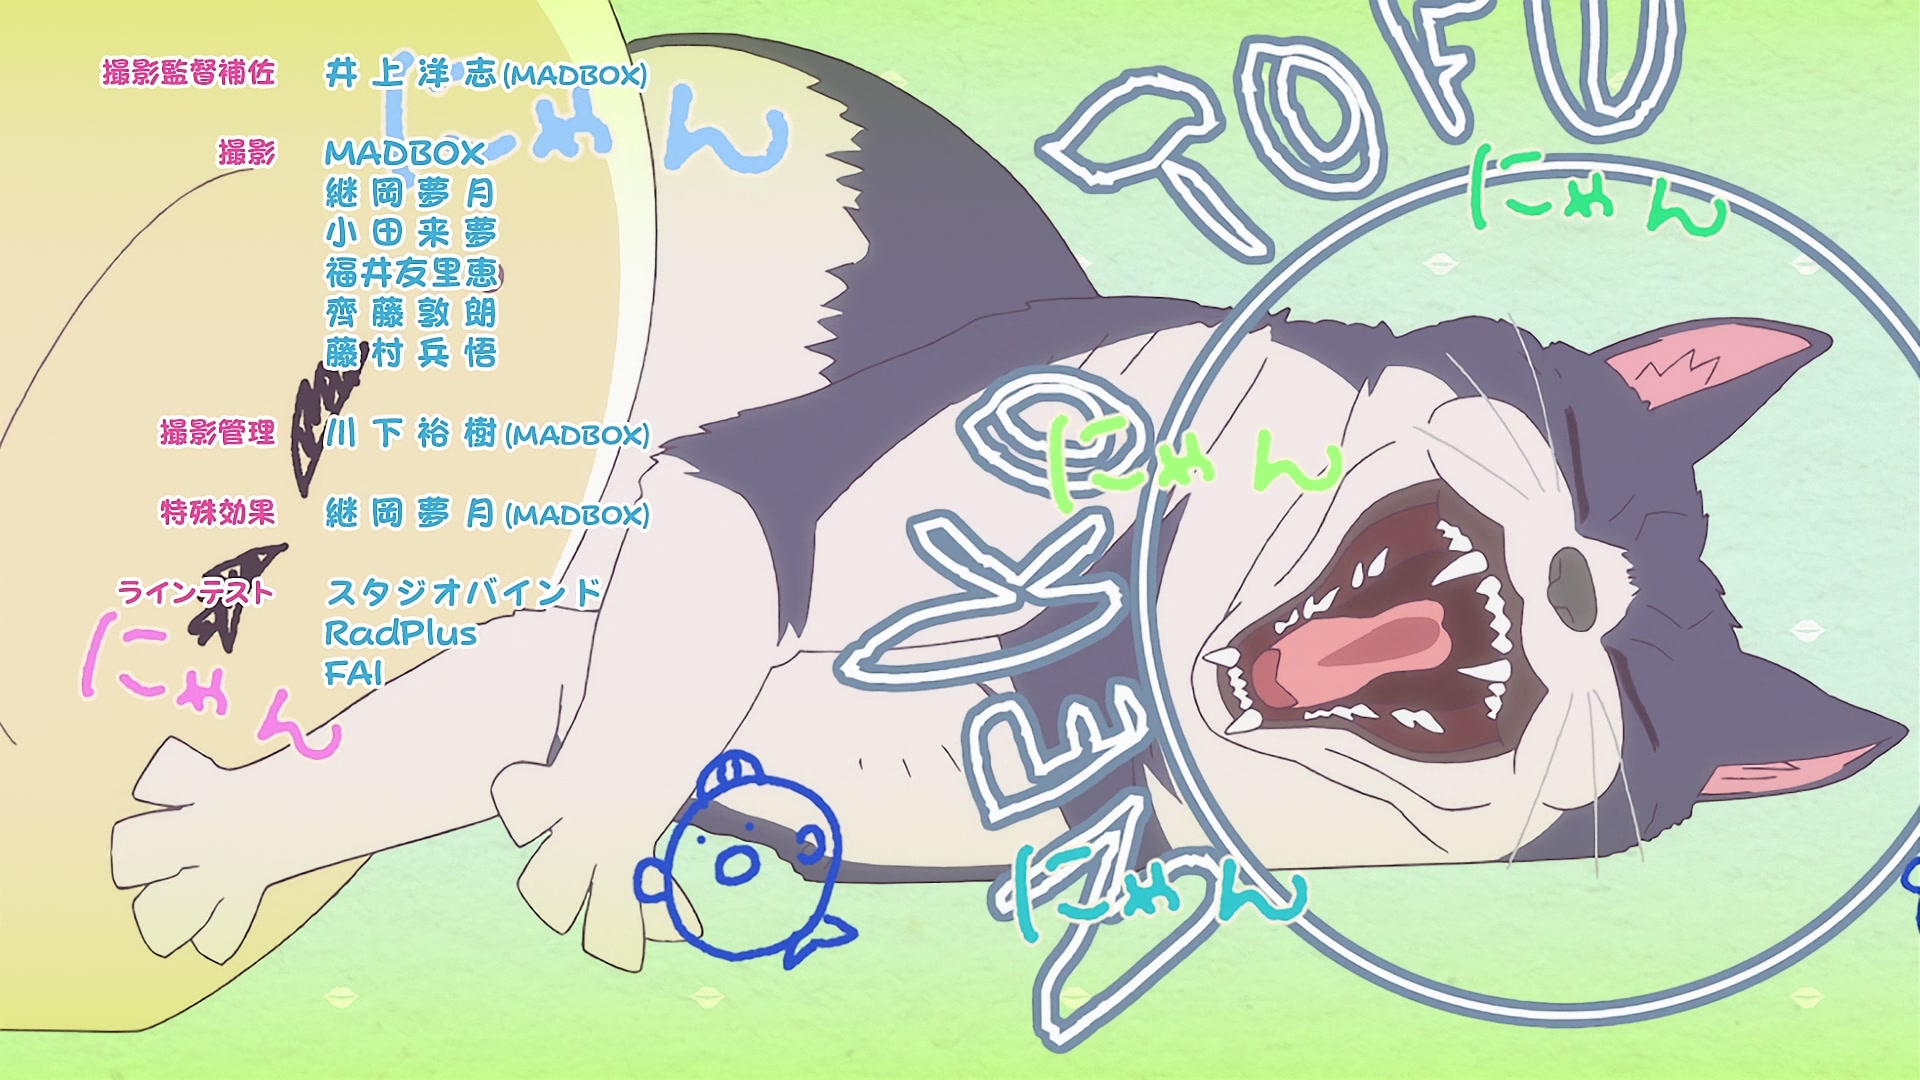 撮影監督補佐 井上洋志(MADBOX)
撮影 MADBOX
継岡夢月
小田来夢
福井友里恵
齊藤敦朗
藤村兵悟
撮影管理 川下裕樹(MADBOX)
特殊効果 継岡夢月(MADBOX)
ラインテスト スタジオバインド
RadPlus
FAI
にゃん
TOFU
にゃん
にゃん
にゃん
にゃん